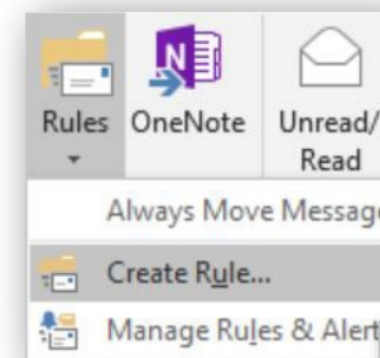 Rules OneNote Unread/
Read
Always Move Message
Create Rule...
Manage Rules & Alert